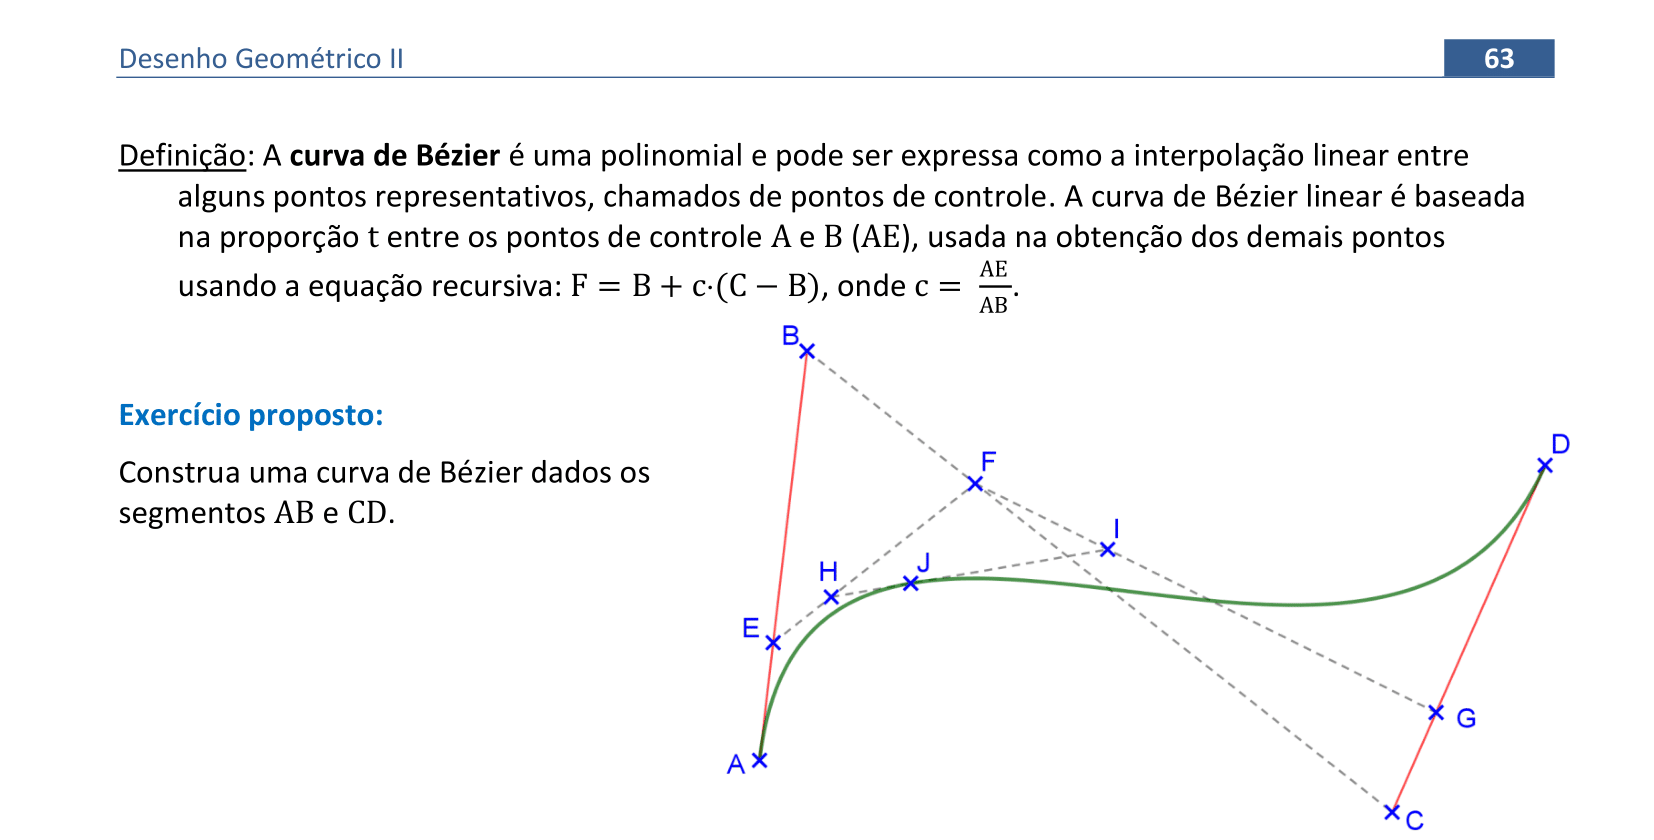 Desenho Geométrico II
63
Definição: A curva de Bézier é uma polinomial e pode ser expressa como a interpolação linear entre
alguns pontos representativos, chamados de pontos de controle. A curva de Bézier linear é baseada
na proporção t entre os pontos de controle A e B (AE), usada na obtenção dos demais pontos
usando a equação recursiva: F = B + c·(C − B), onde c = AE/AB.
Exercício proposto:
Construa uma curva de Bézier dados os
segmentos AB e CD.
B
D
F
I
J
H
E
G
A
C